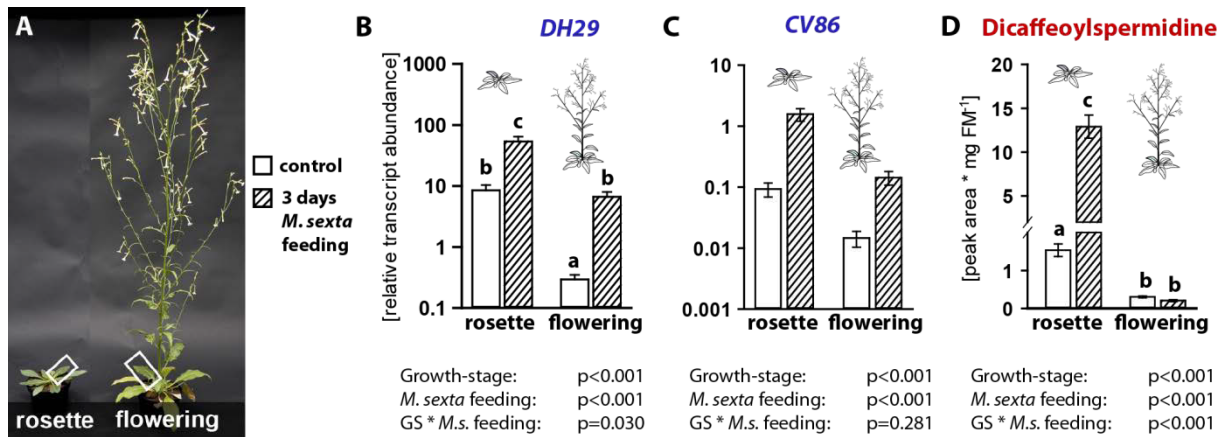 A
rosette flowering
control
3 days
M. sexta
feeding
B
DH29
[relative transcript abundance]
1000
100
10
1
0.1
b
c
a
b
rosette flowering
Growth-stage: p<0.001
M. sexta feeding: p<0.001
GS * M.s. feeding: p=0.030
C
CV86
10
1
0.1
0.01
0.001
rosette flowering
Growth-stage: p<0.001
M. sexta feeding: p<0.001
GS * M.s. feeding: p=0.281
D
Dicaffeoylspermidine
[peak area * mg FM⁻¹]
20
15
10
5
1
0
a
c
b
b
rosette flowering
Growth-stage: p<0.001
M. sexta feeding: p<0.001
GS * M.s. feeding: p<0.001